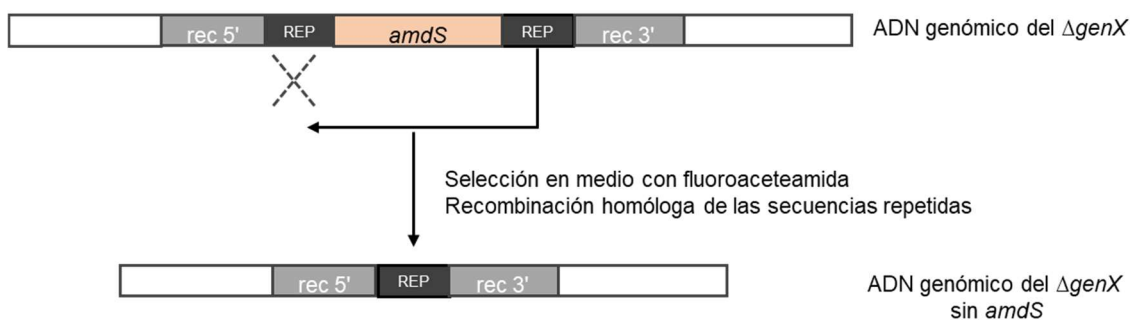 rec 5' REP amdS REP rec 3' ADN genómico del ΔgenX
Selección en medio con fluoroaceteamida
Recombinación homóloga de las secuencias repetidas
rec 5' REP rec 3' ADN genómico del ΔgenX
sin amdS